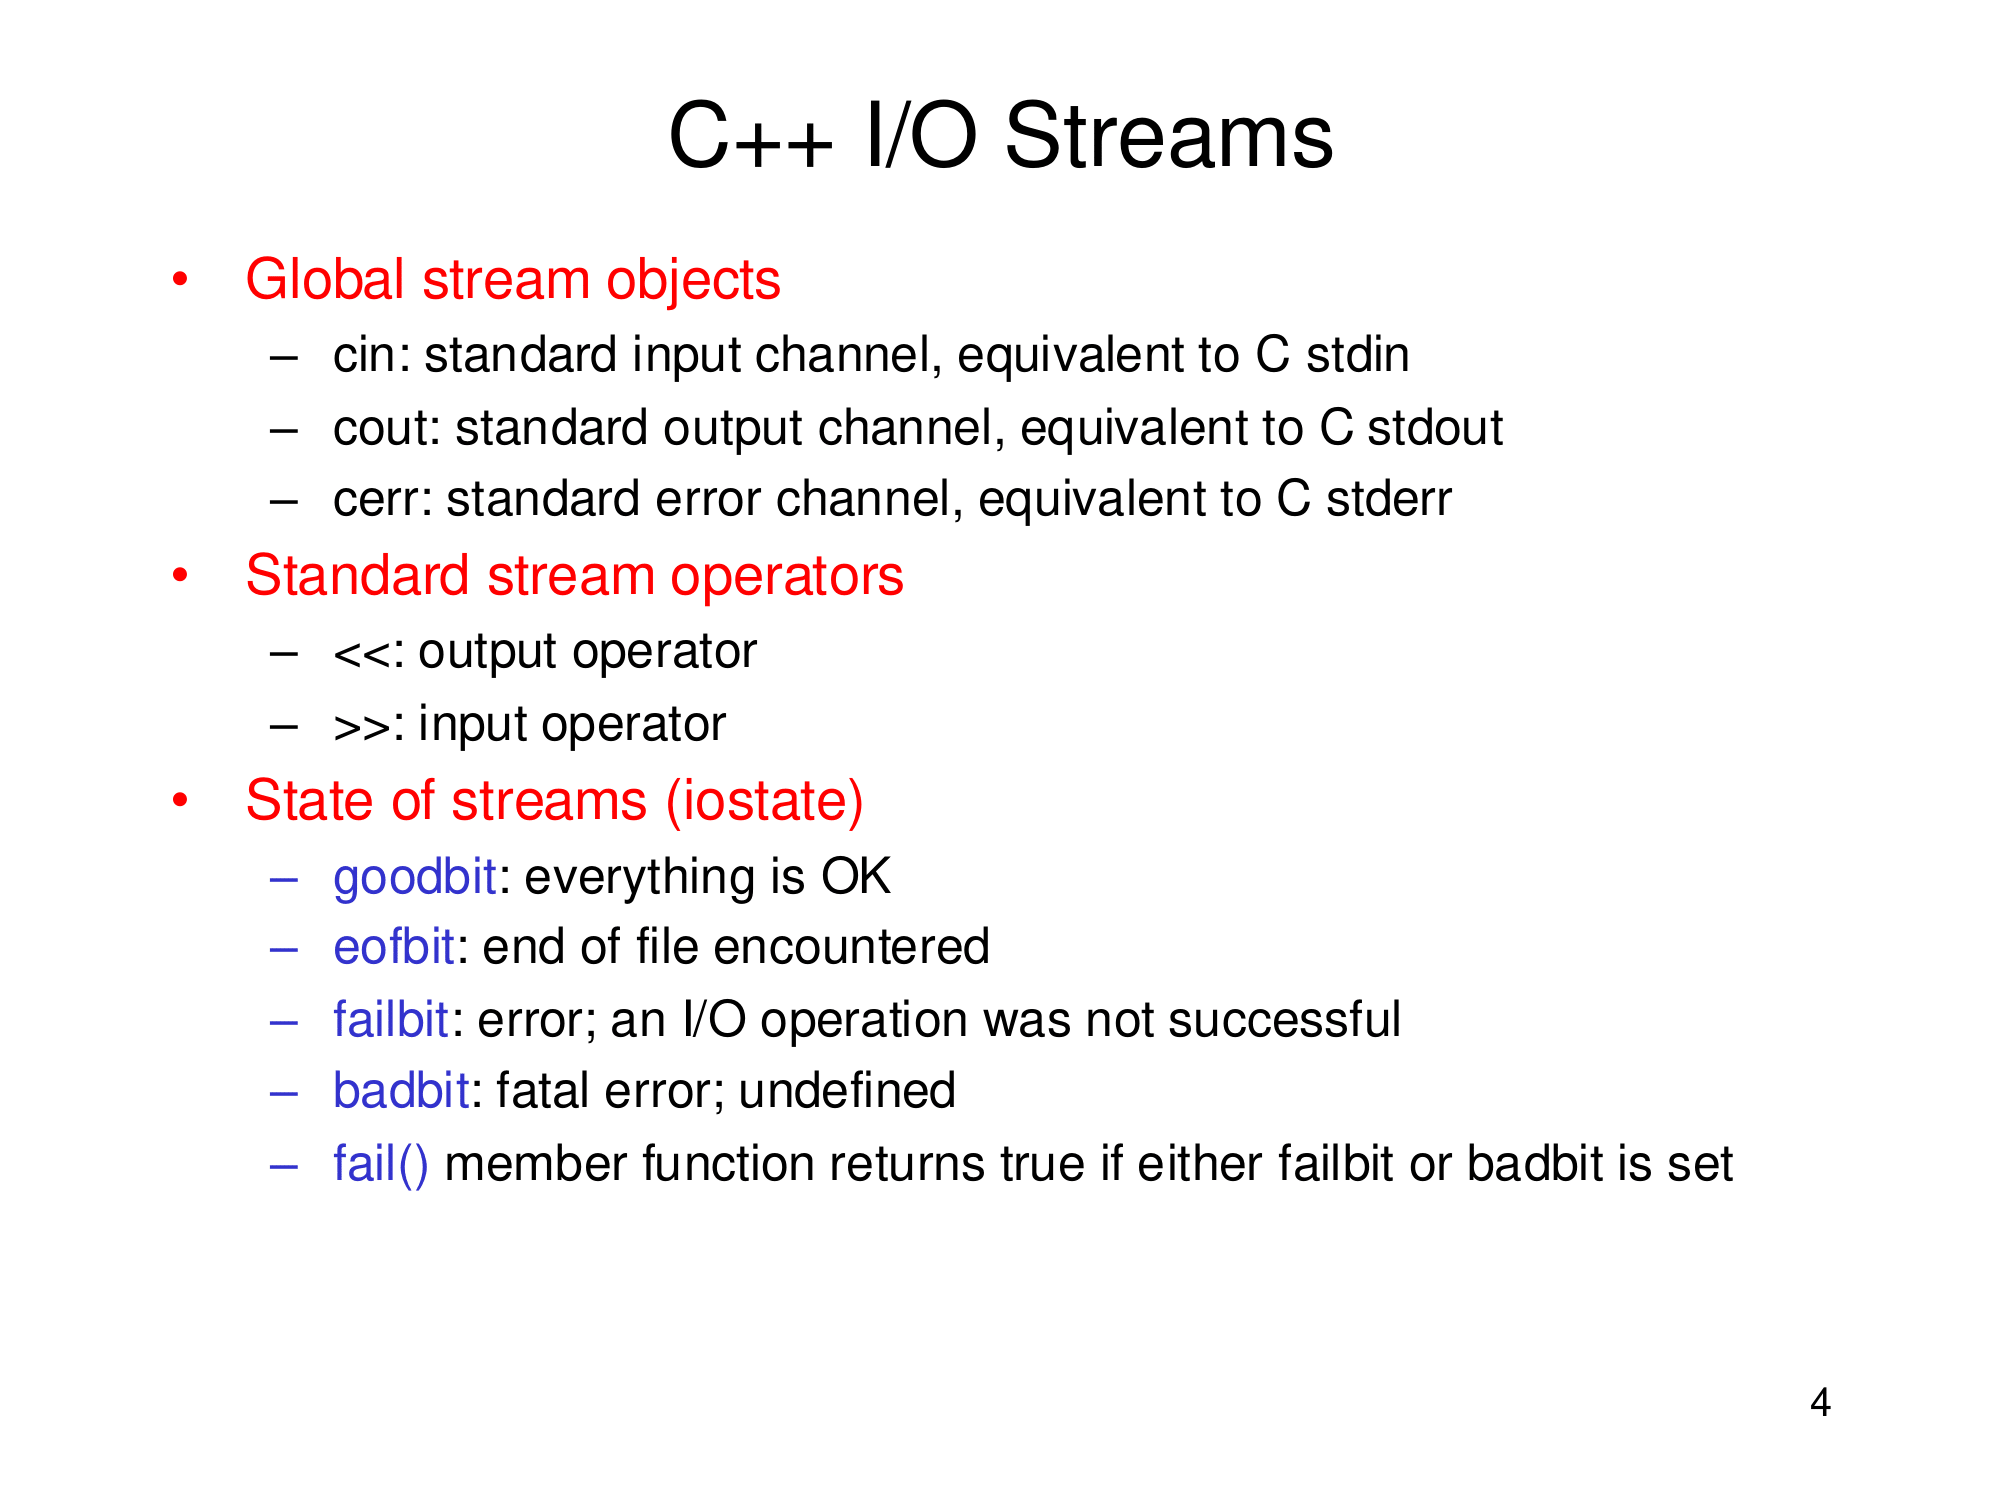 C++ I/O Streams
• Global stream objects
– cin: standard input channel, equivalent to C stdin
– cout: standard output channel, equivalent to C stdout
– cerr: standard error channel, equivalent to C stderr
• Standard stream operators
– <<: output operator
– >>: input operator
• State of streams (iostate)
– goodbit: everything is OK
– eofbit: end of file encountered
– failbit: error; an I/O operation was not successful
– badbit: fatal error; undefined
– fail() member function returns true if either failbit or badbit is set
4